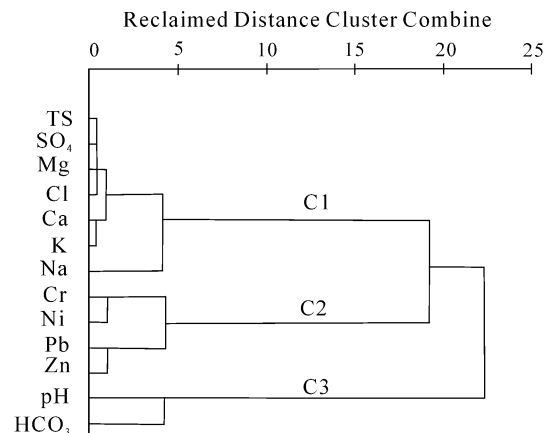 Reclaimed Distance Cluster Combine
0 5 10 15 20 25
TS
SO₄
Mg
Cl
C1
Ca
K
Na
Cr
Ni
C2
Pb
Zn
pH
C3
HCO₃